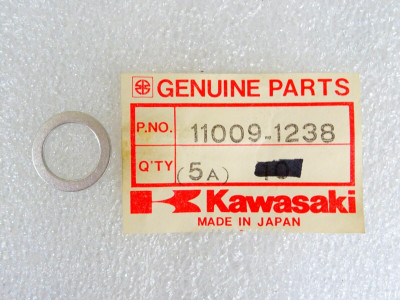 GENUINE PARTS
P.NO. 11009-1238
Q'TY (5A)
Kawasaki
MADE IN JAPAN